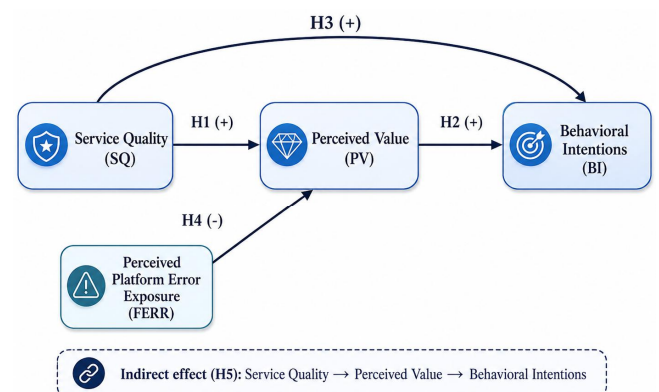 H3 (+)
Service Quality
(SQ)
H1 (+)
Perceived Value
(PV)
H2 (+)
Behavioral
Intentions
(BI)
H4 (-)
Perceived
Platform Error
Exposure
(FERR)
Indirect effect (H5): Service Quality → Perceived Value → Behavioral Intentions